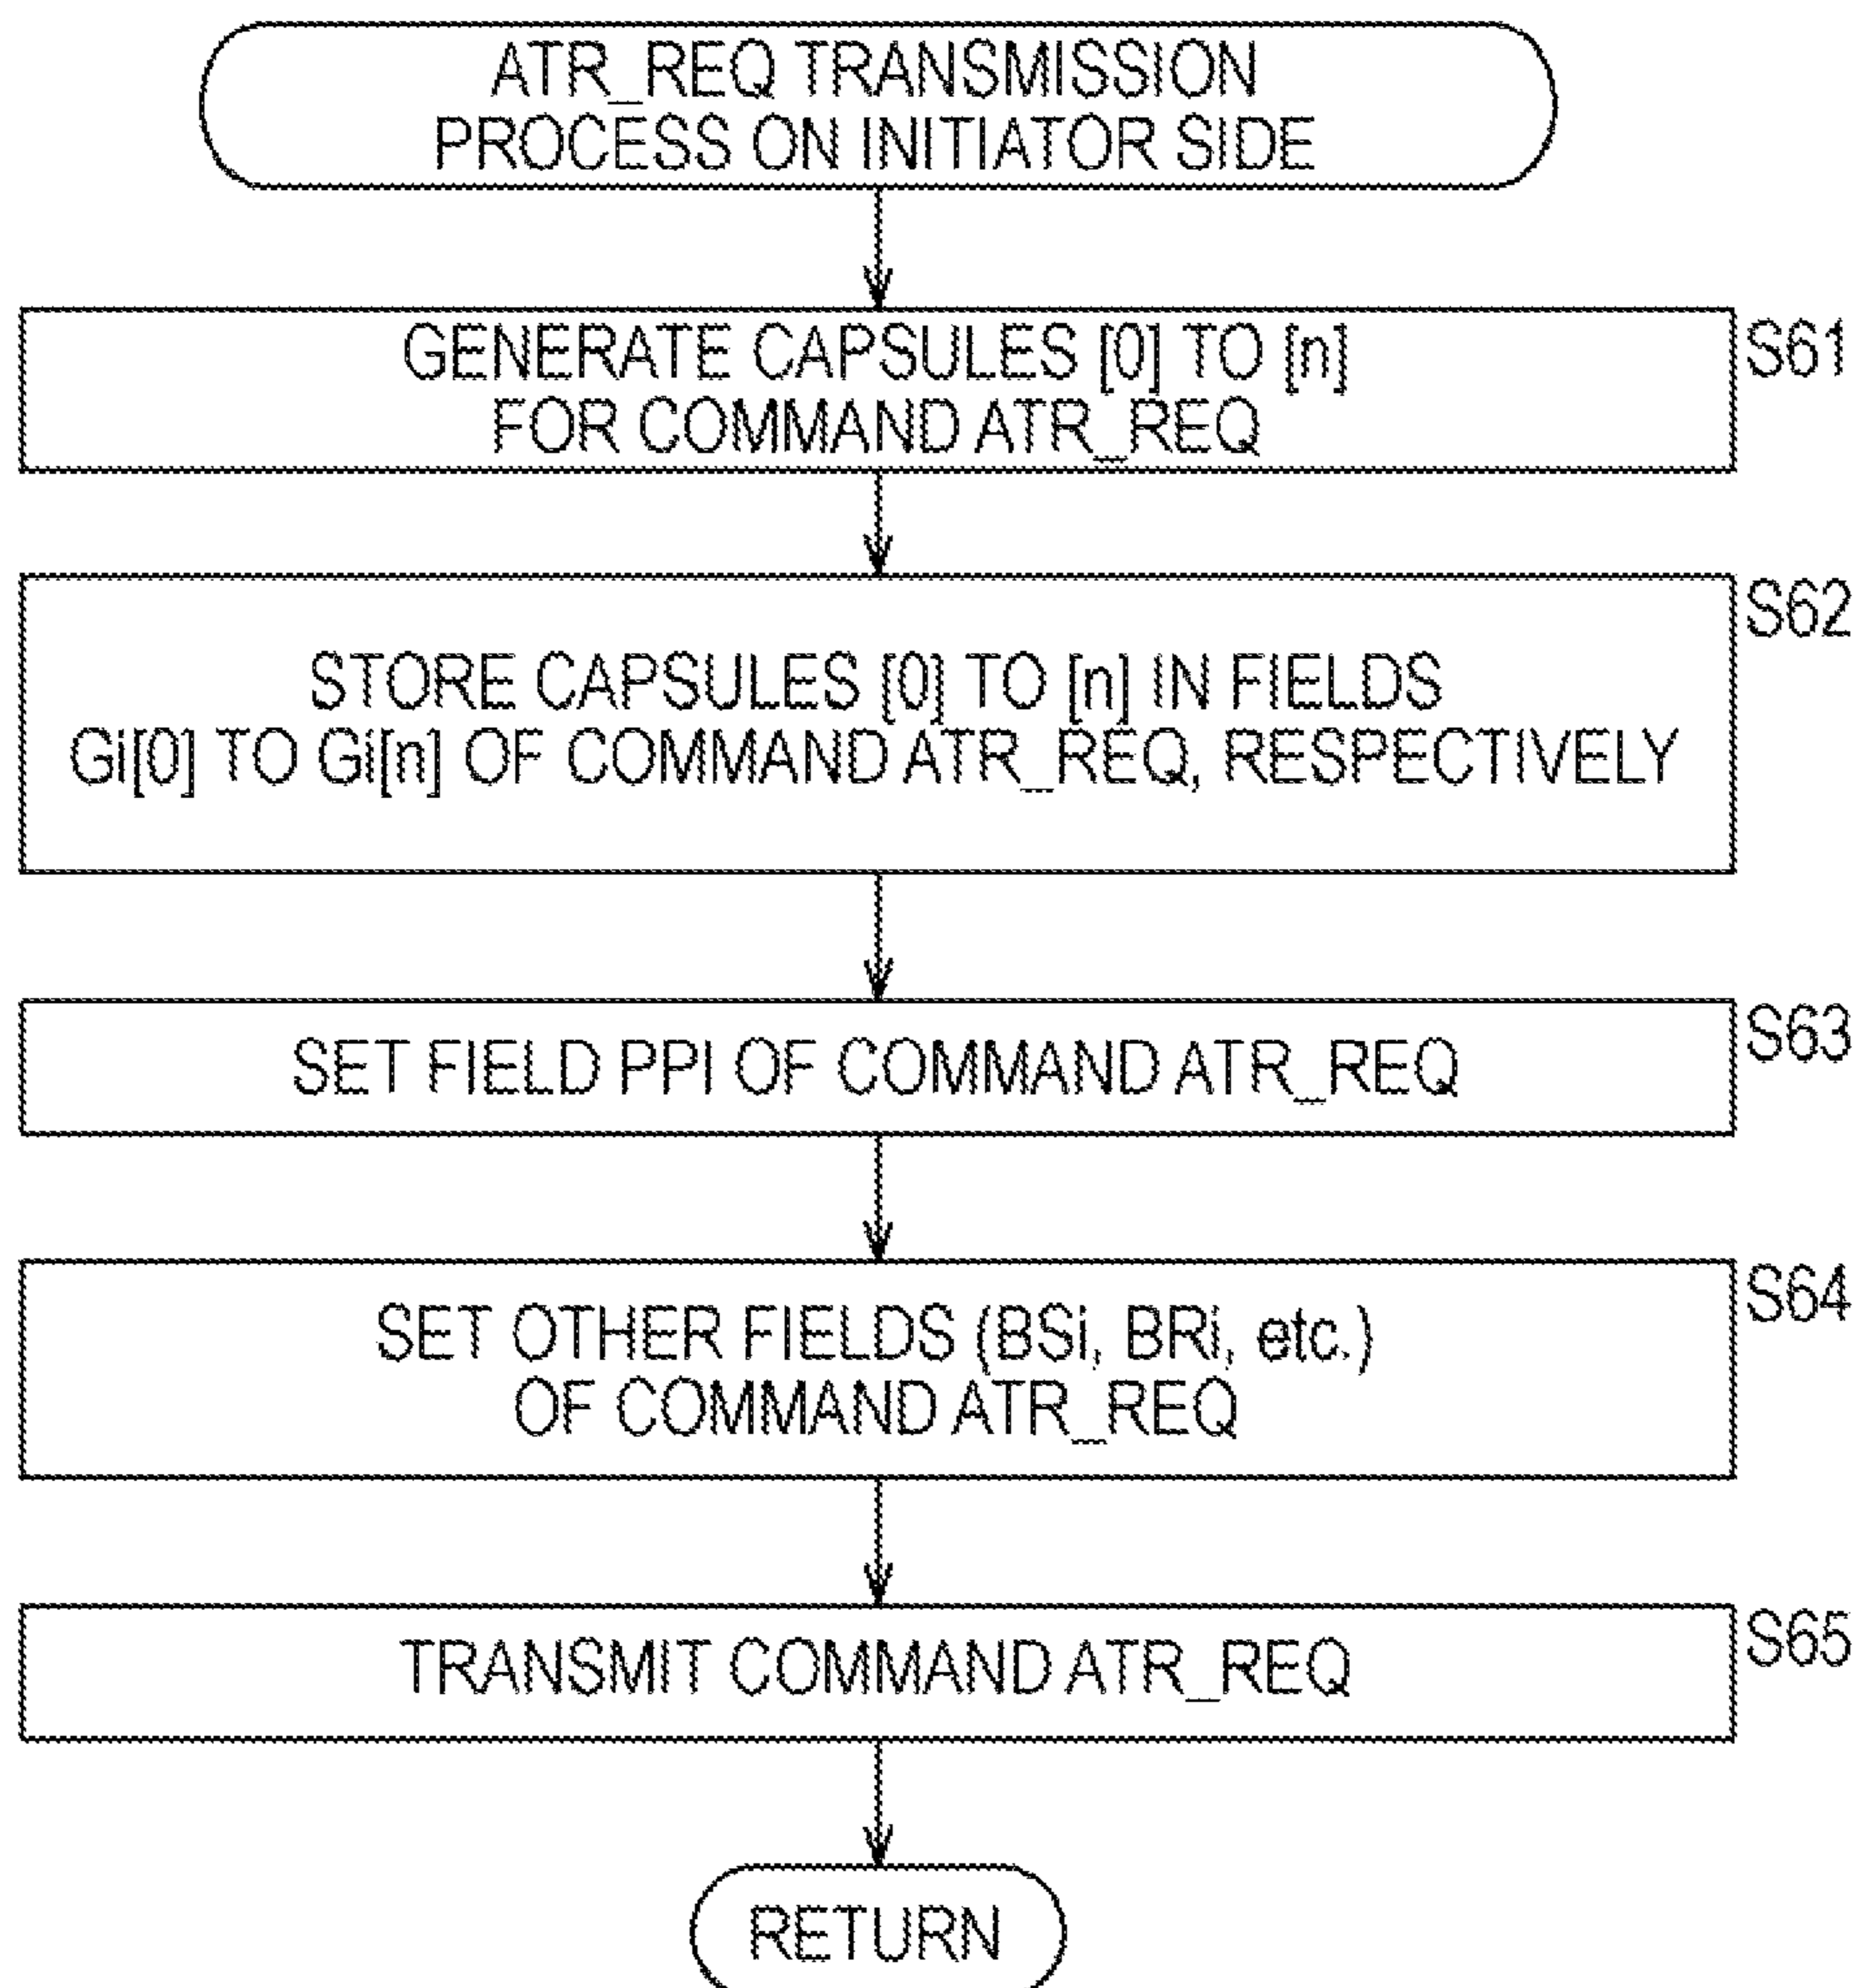 ATR_REQ TRANSMISSION
PROCESS ON INITIATOR SIDE
GENERATE CAPSULES [0] TO [n]
FOR COMMAND ATR_REQ
S61
STORE CAPSULES [0] TO [n] IN FIELDS
Gi[0] TO Gi[n] OF COMMAND ATR_REQ, RESPECTIVELY
S62
SET FIELD PPI OF COMMAND ATR_REQ
S63
SET OTHER FIELDS (BSi, BRi, etc.)
OF COMMAND ATR_REQ
S64
TRANSMIT COMMAND ATR_REQ
S65
RETURN